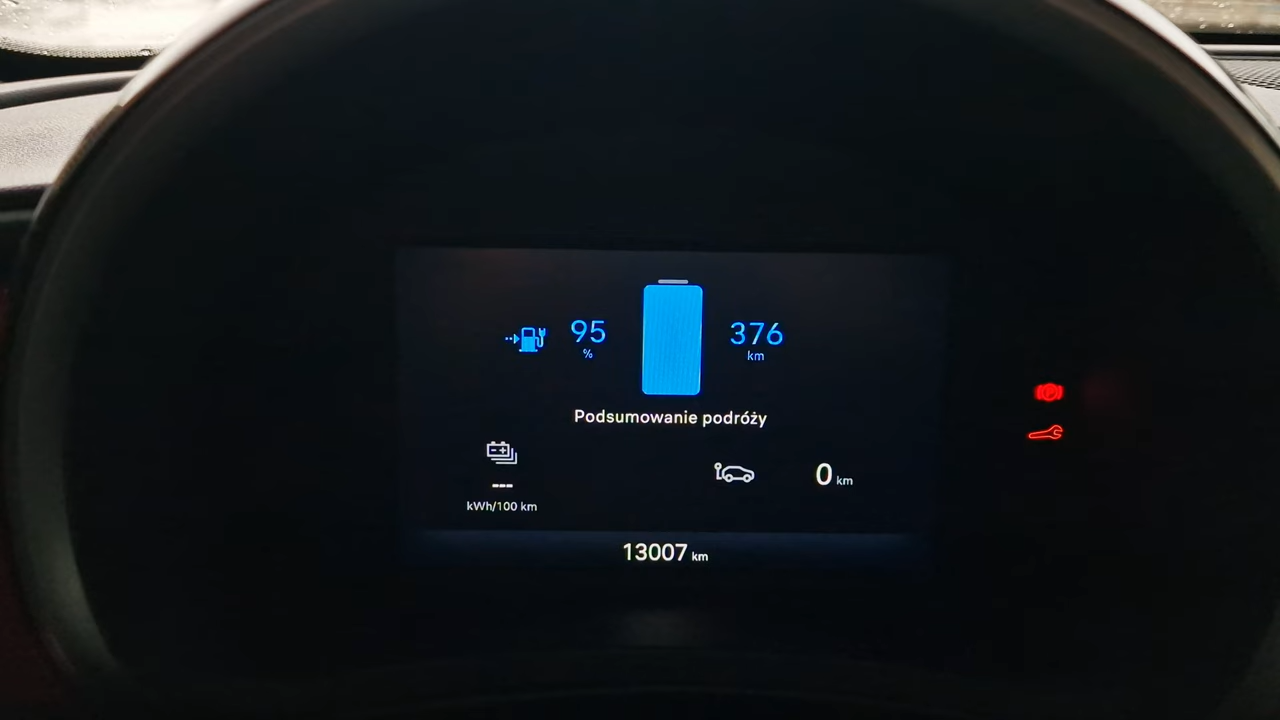 95 %
376 km
Podsumowanie podróży
---
kWh/100 km
0 km
13007 km